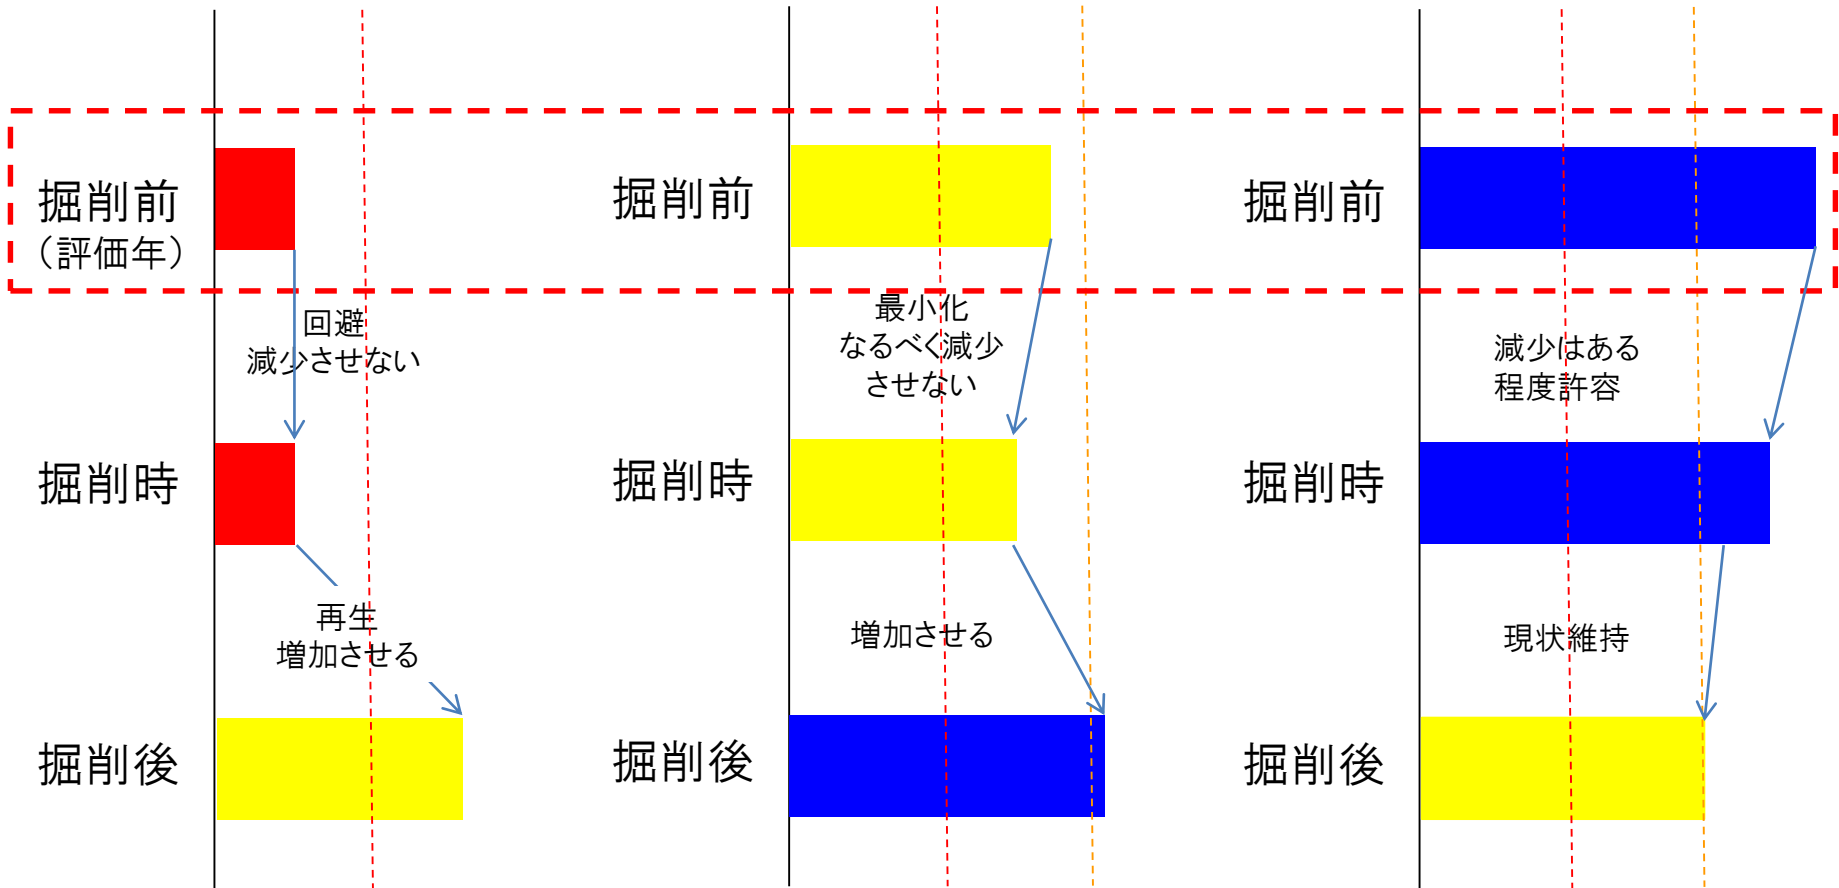 掘削前
（評価年）
回避
減少させない
掘削時
再生
増加させる
掘削後
掘削前
最小化
なるべく減少
させない
掘削時
増加させる
掘削後
掘削前
減少はある
程度許容
掘削時
現状維持
掘削後